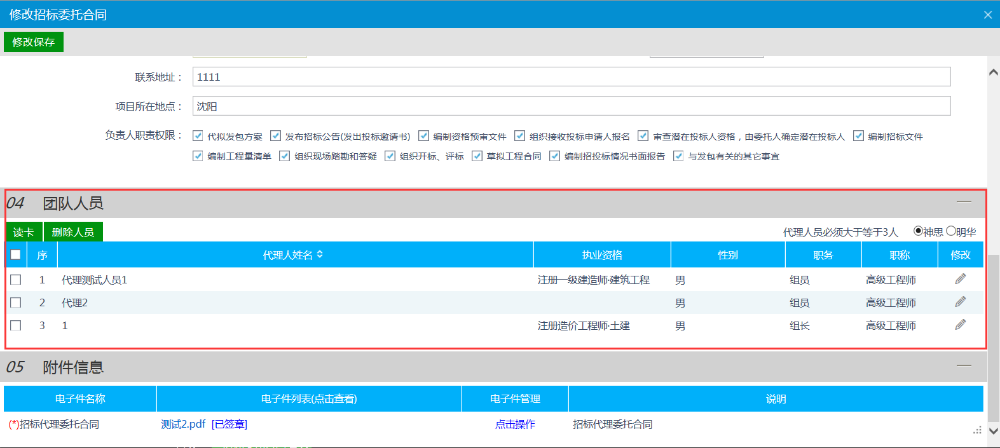 修改招标委托合同
修改保存
联系地址： 1111
项目所在地点： 沈阳
负责人职责权限： 代拟发包方案 发布招标公告(发出投标邀请书) 编制资格预审文件 组织接收投标申请人报名 审查潜在投标人资格，由委托人确定潜在投标人 编制招标文件
编制工程量清单 组织现场踏勘和答疑 组织开标、评标 草拟工程合同 编制招投标情况书面报告 与发包有关的其它事宜
04 团队人员
读卡 删除人员 代理人员必须大于等于3人 神思 明华
序 代理人姓名 执业资格 性别 职务 职称 修改
1 代理测试人员1 注册一级建造师·建筑工程 男 组员 高级工程师
2 代理2 男 组员 高级工程师
3 1 注册造价工程师·土建 男 组长 高级工程师
05 附件信息
电子件名称 电子件列表(点击查看) 电子件管理 说明
(*)招标代理委托合同 测试2.pdf [已签章] 点击操作 招标代理委托合同